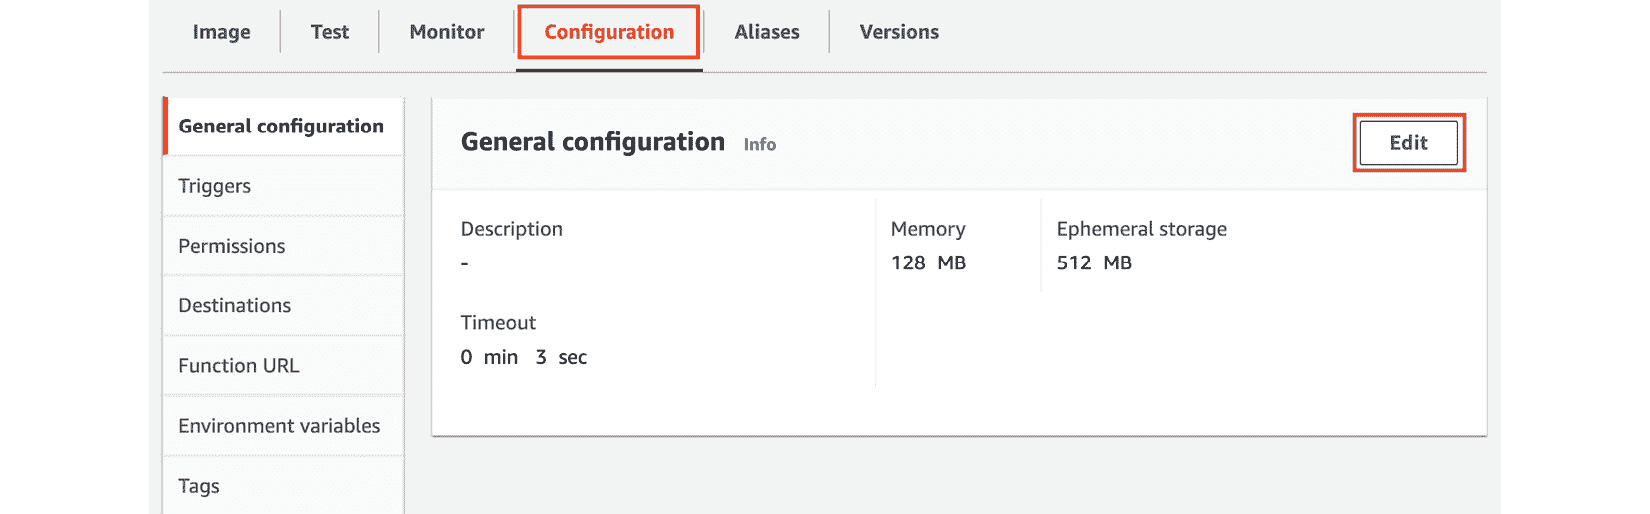 Image Test Monitor Configuration Aliases Versions
General configuration
Triggers
Permissions
Destinations
Function URL
Environment variables
Tags
General configuration Info
Edit
Description
-
Timeout
0 min 3 sec
Memory
128 MB
Ephemeral storage
512 MB